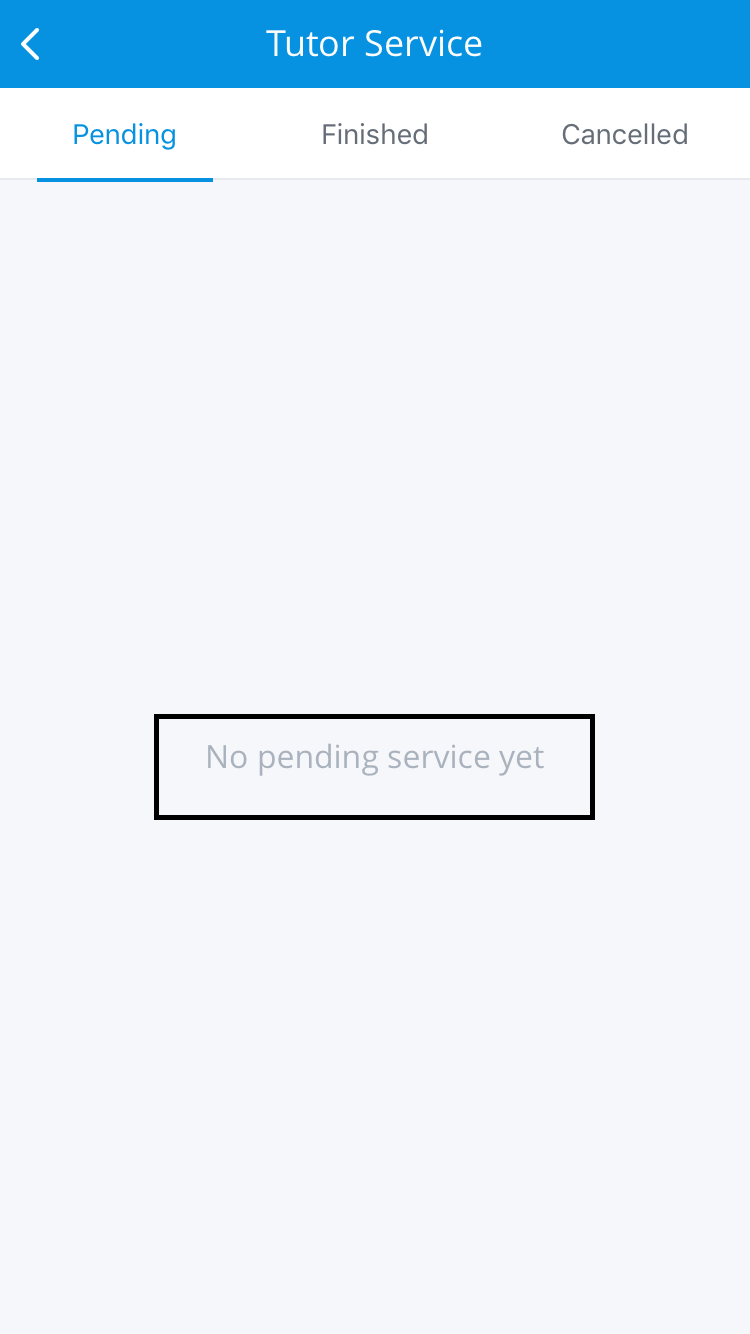 Tutor Service
Pending Finished Cancelled
No pending service yet